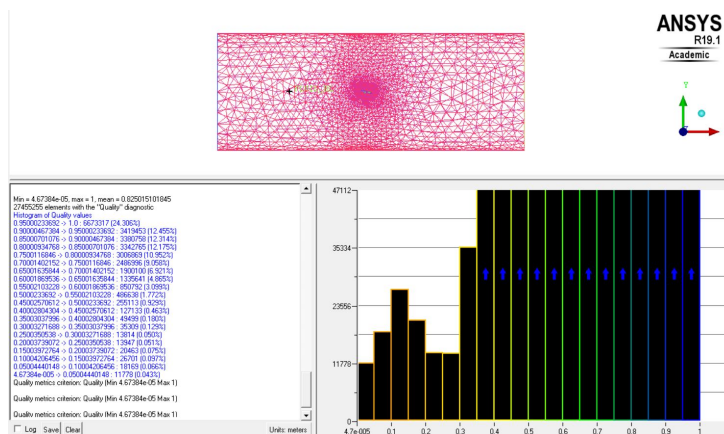 ANSYS
R19.1
Academic
Y
Min = 4.67384e-05, max = 1, mean = 0.825015101845
27455255 elements with the "Quality" diagnostic
Histogram of Quality values
0.95000233692 -> 1.0 : 6673317 (24.306%)
0.90000467384 -> 0.95000233692 : 3419453 (12.455%)
0.85000701076 -> 0.90000467384 : 3380758 (12.314%)
0.80000934768 -> 0.85000701076 : 3342765 (12.175%)
0.7500116846 -> 0.80000934768 : 3006869 (10.952%)
0.70001402152 -> 0.7500116846 : 2486996 (9.058%)
0.65001635844 -> 0.70001402152 : 1900100 (6.921%)
0.60001869536 -> 0.65001635844 : 1335641 (4.865%)
0.55002103228 -> 0.60001869536 : 850792 (3.099%)
0.5000233692 -> 0.55002103228 : 486638 (1.772%)
0.45002570612 -> 0.5000233692 : 255113 (0.929%)
0.40002804304 -> 0.45002570612 : 127133 (0.463%)
0.35003037996 -> 0.40002804304 : 49499 (0.180%)
0.30003271688 -> 0.35003037996 : 35309 (0.129%)
0.2500350538 -> 0.30003271688 : 13814 (0.050%)
0.20003739072 -> 0.2500350538 : 13947 (0.051%)
0.15003972764 -> 0.20003739072 : 20463 (0.075%)
0.10004206456 -> 0.15003972764 : 26701 (0.097%)
0.05004440148 -> 0.10004206456 : 18169 (0.066%)
4.67384e-005 -> 0.05004440148 : 11778 (0.043%)
Quality metrics criterion: Quality (Min 4.67384e-05 Max 1)
Quality metrics criterion: Quality (Min 4.67384e-05 Max 1)
Quality metrics criterion: Quality (Min 4.67384e-05 Max 1)
Log Save Clear Units: meters
47112
35334
23556
11778
0
4.7e-005 0.1 0.2 0.3 0.4 0.5 0.6 0.7 0.8 0.9 1